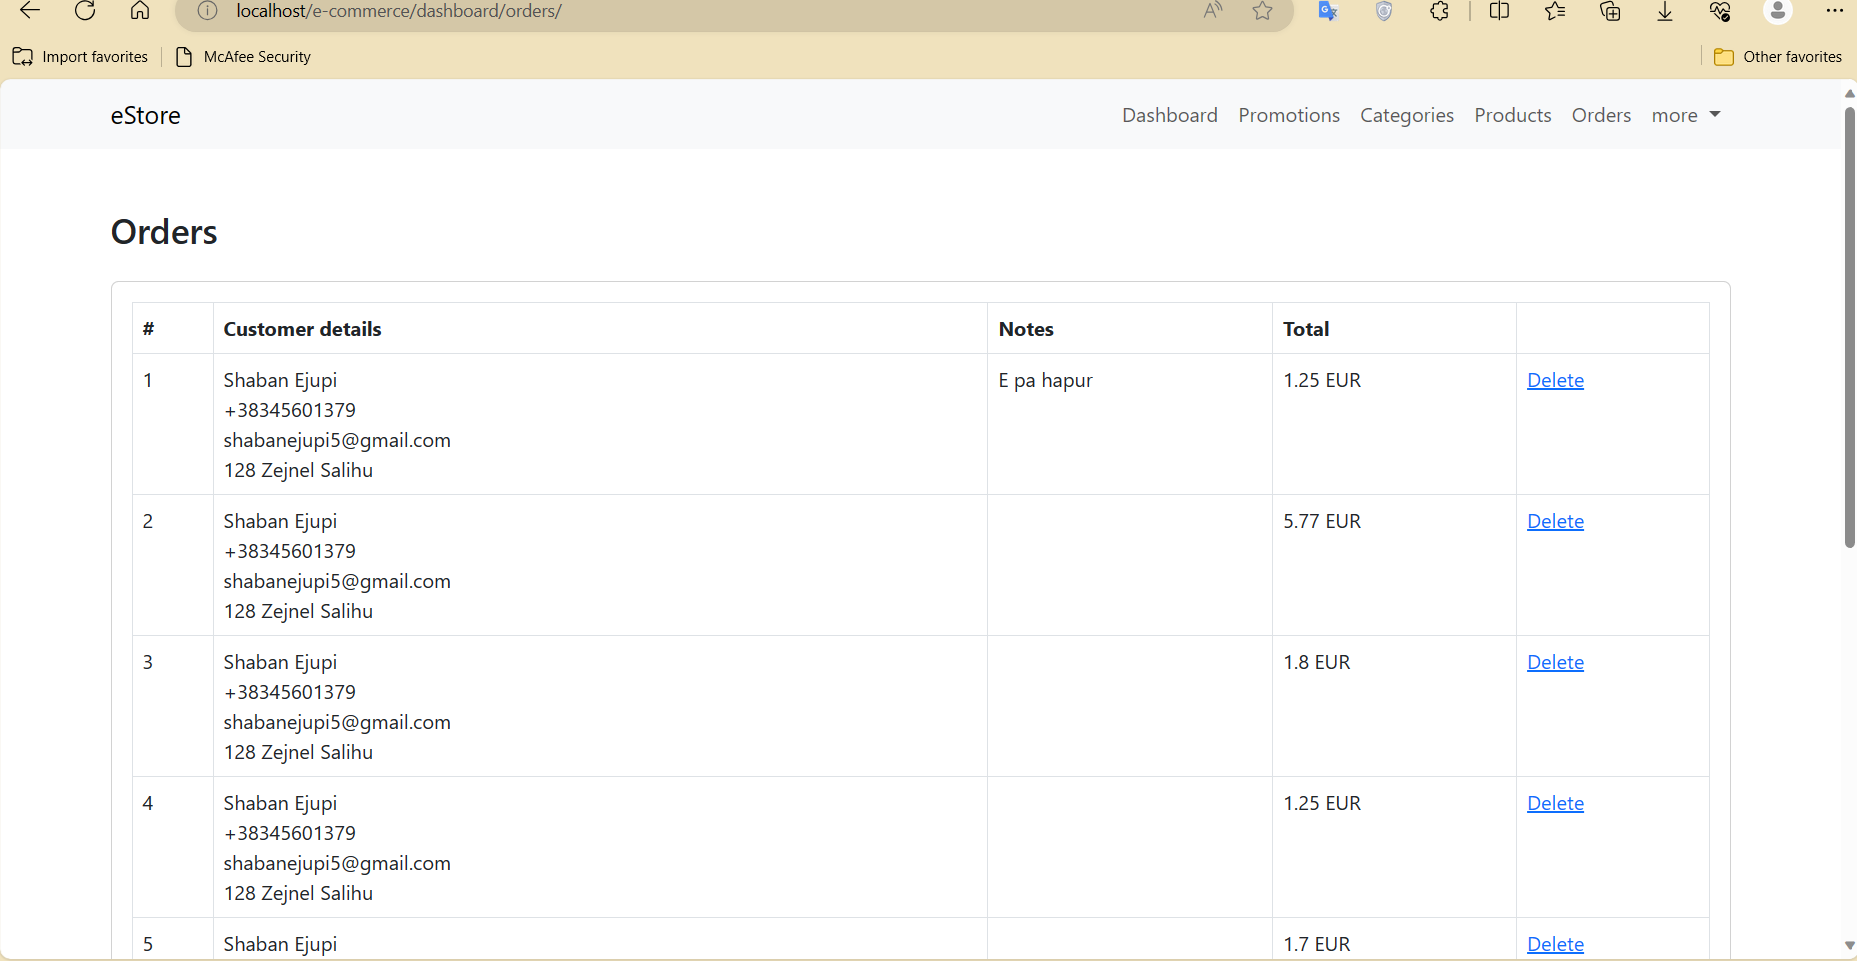 localhost/e-commerce/dashboard/orders/
Import favorites
McAfee Security
Other favorites
eStore
Dashboard Promotions Categories Products Orders more
Orders
# Customer details Notes Total
1 Shaban Ejupi E pa hapur 1.25 EUR Delete
+38345601379
shabanejupi5@gmail.com
128 Zejnel Salihu
2 Shaban Ejupi 5.77 EUR Delete
+38345601379
shabanejupi5@gmail.com
128 Zejnel Salihu
3 Shaban Ejupi 1.8 EUR Delete
+38345601379
shabanejupi5@gmail.com
128 Zejnel Salihu
4 Shaban Ejupi 1.25 EUR Delete
+38345601379
shabanejupi5@gmail.com
128 Zejnel Salihu
5 Shaban Ejupi 1.7 EUR Delete